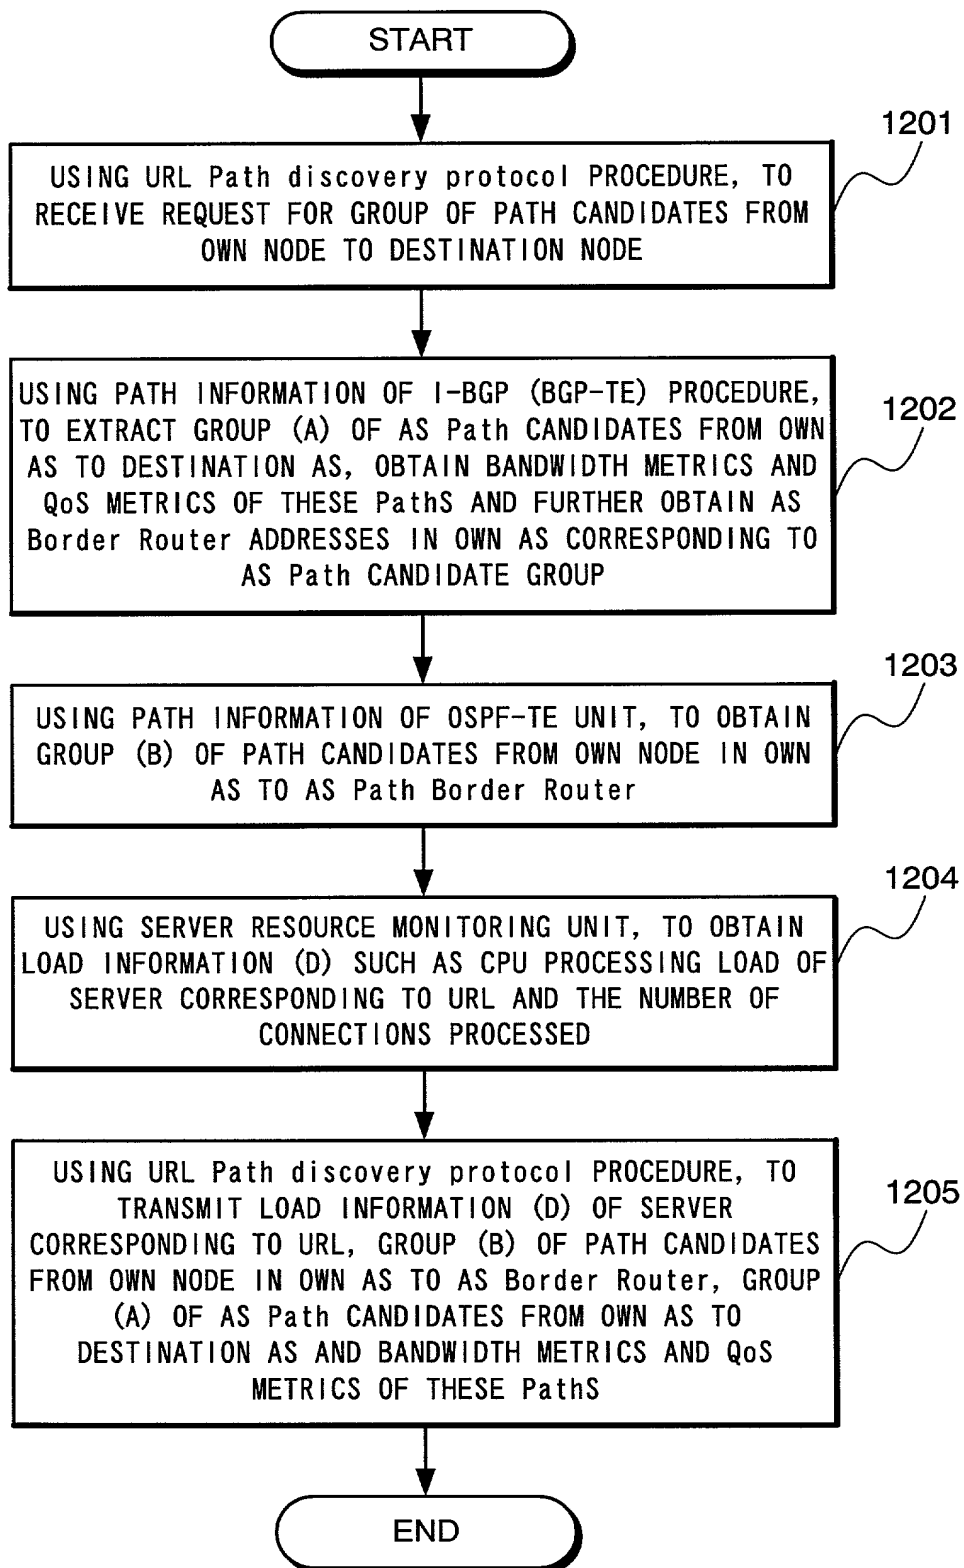 START
1201
USING URL Path discovery protocol PROCEDURE, TO
RECEIVE REQUEST FOR GROUP OF PATH CANDIDATES FROM
OWN NODE TO DESTINATION NODE
1202
USING PATH INFORMATION OF I-BGP (BGP-TE) PROCEDURE,
TO EXTRACT GROUP (A) OF AS Path CANDIDATES FROM OWN
AS TO DESTINATION AS, OBTAIN BANDWIDTH METRICS AND
QoS METRICS OF THESE PathS AND FURTHER OBTAIN AS
Border Router ADDRESSES IN OWN AS CORRESPONDING TO
AS Path CANDIDATE GROUP
1203
USING PATH INFORMATION OF OSPF-TE UNIT, TO OBTAIN
GROUP (B) OF PATH CANDIDATES FROM OWN NODE IN OWN
AS TO AS Path Border Router
1204
USING SERVER RESOURCE MONITORING UNIT, TO OBTAIN
LOAD INFORMATION (D) SUCH AS CPU PROCESSING LOAD OF
SERVER CORRESPONDING TO URL AND THE NUMBER OF
CONNECTIONS PROCESSED
1205
USING URL Path discovery protocol PROCEDURE, TO
TRANSMIT LOAD INFORMATION (D) OF SERVER
CORRESPONDING TO URL, GROUP (B) OF PATH CANDIDATES
FROM OWN NODE IN OWN AS TO AS Border Router, GROUP
(A) OF AS Path CANDIDATES FROM OWN AS TO
DESTINATION AS AND BANDWIDTH METRICS AND QoS
METRICS OF THESE PathS
END